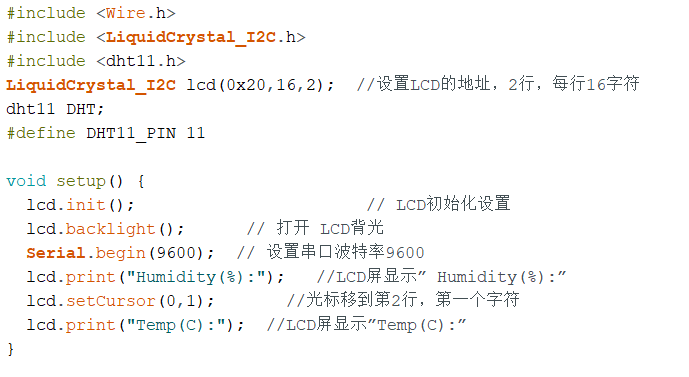 #include <Wire.h>
#include <LiquidCrystal_I2C.h>
#include <dht11.h>
LiquidCrystal_I2C lcd(0x20,16,2);  //设置LCD的地址，2行，每行16字符
dht11 DHT;
#define DHT11_PIN 11

void setup() {
  lcd.init();                       // LCD初始化设置
  lcd.backlight();      // 打开 LCD背光
  Serial.begin(9600);  // 设置串口波特率9600
  lcd.print("Humidity(%):");   //LCD屏显示” Humidity(%):”
  lcd.setCursor(0,1);       //光标移到第2行，第一个字符
  lcd.print("Temp(C):");  //LCD屏显示”Temp(C):”
}